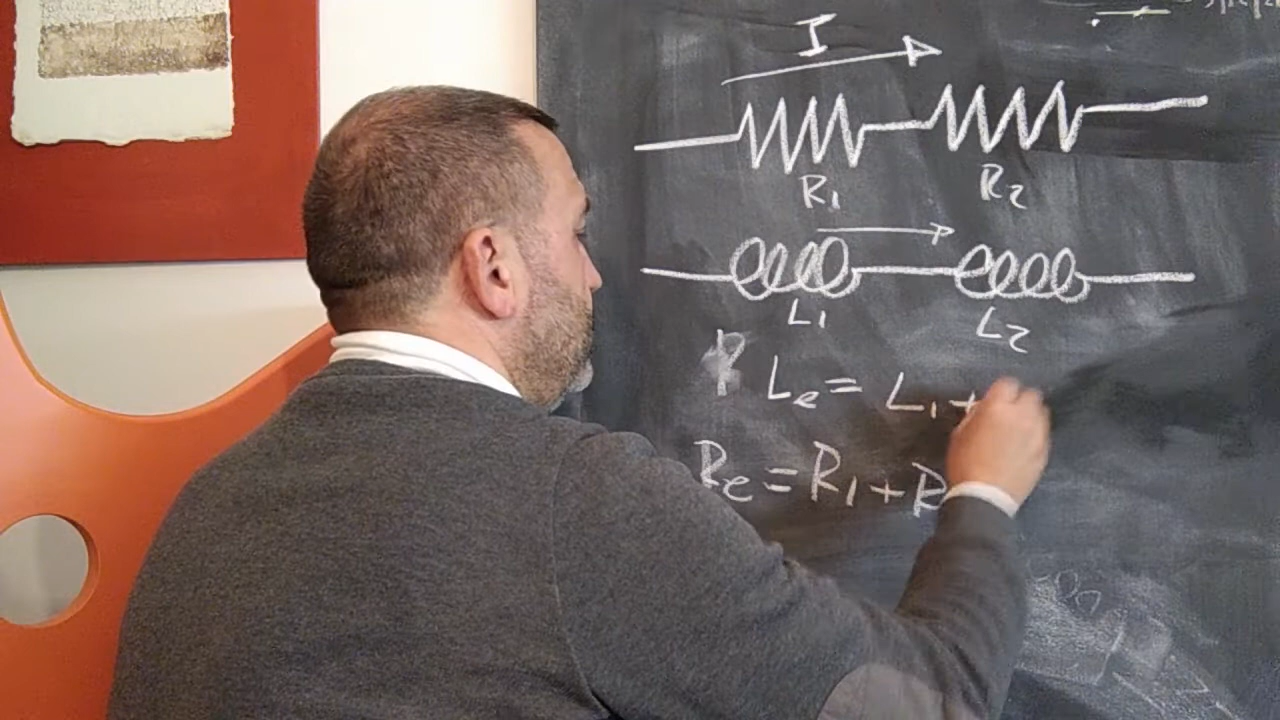 I
R₁ R₂
L₁ L₂
Lₑ = L₁ +
Rₑ = R₁ + R